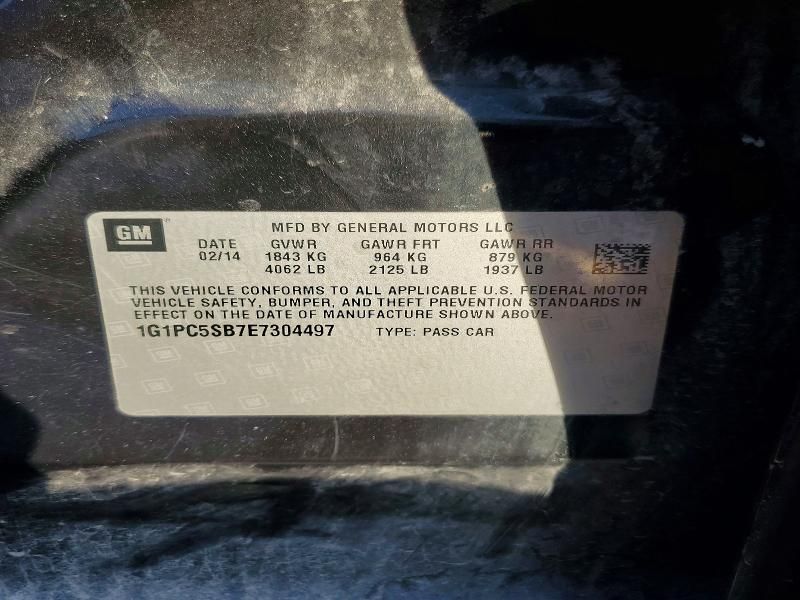 GM® MFD BY GENERAL MOTORS LLC
DATE GVWR GAWR FRT GAWR RR
02/14 1843 KG 964 KG 879 KG
4062 LB 2125 LB 1937 LB
THIS VEHICLE CONFORMS TO ALL APPLICABLE U.S. FEDERAL MOTOR
VEHICLE SAFETY, BUMPER, AND THEFT PREVENTION STANDARDS IN
EFFECT ON THE DATE OF MANUFACTURE SHOWN ABOVE.
1G1PC5SB7E7304497 TYPE: PASS CAR